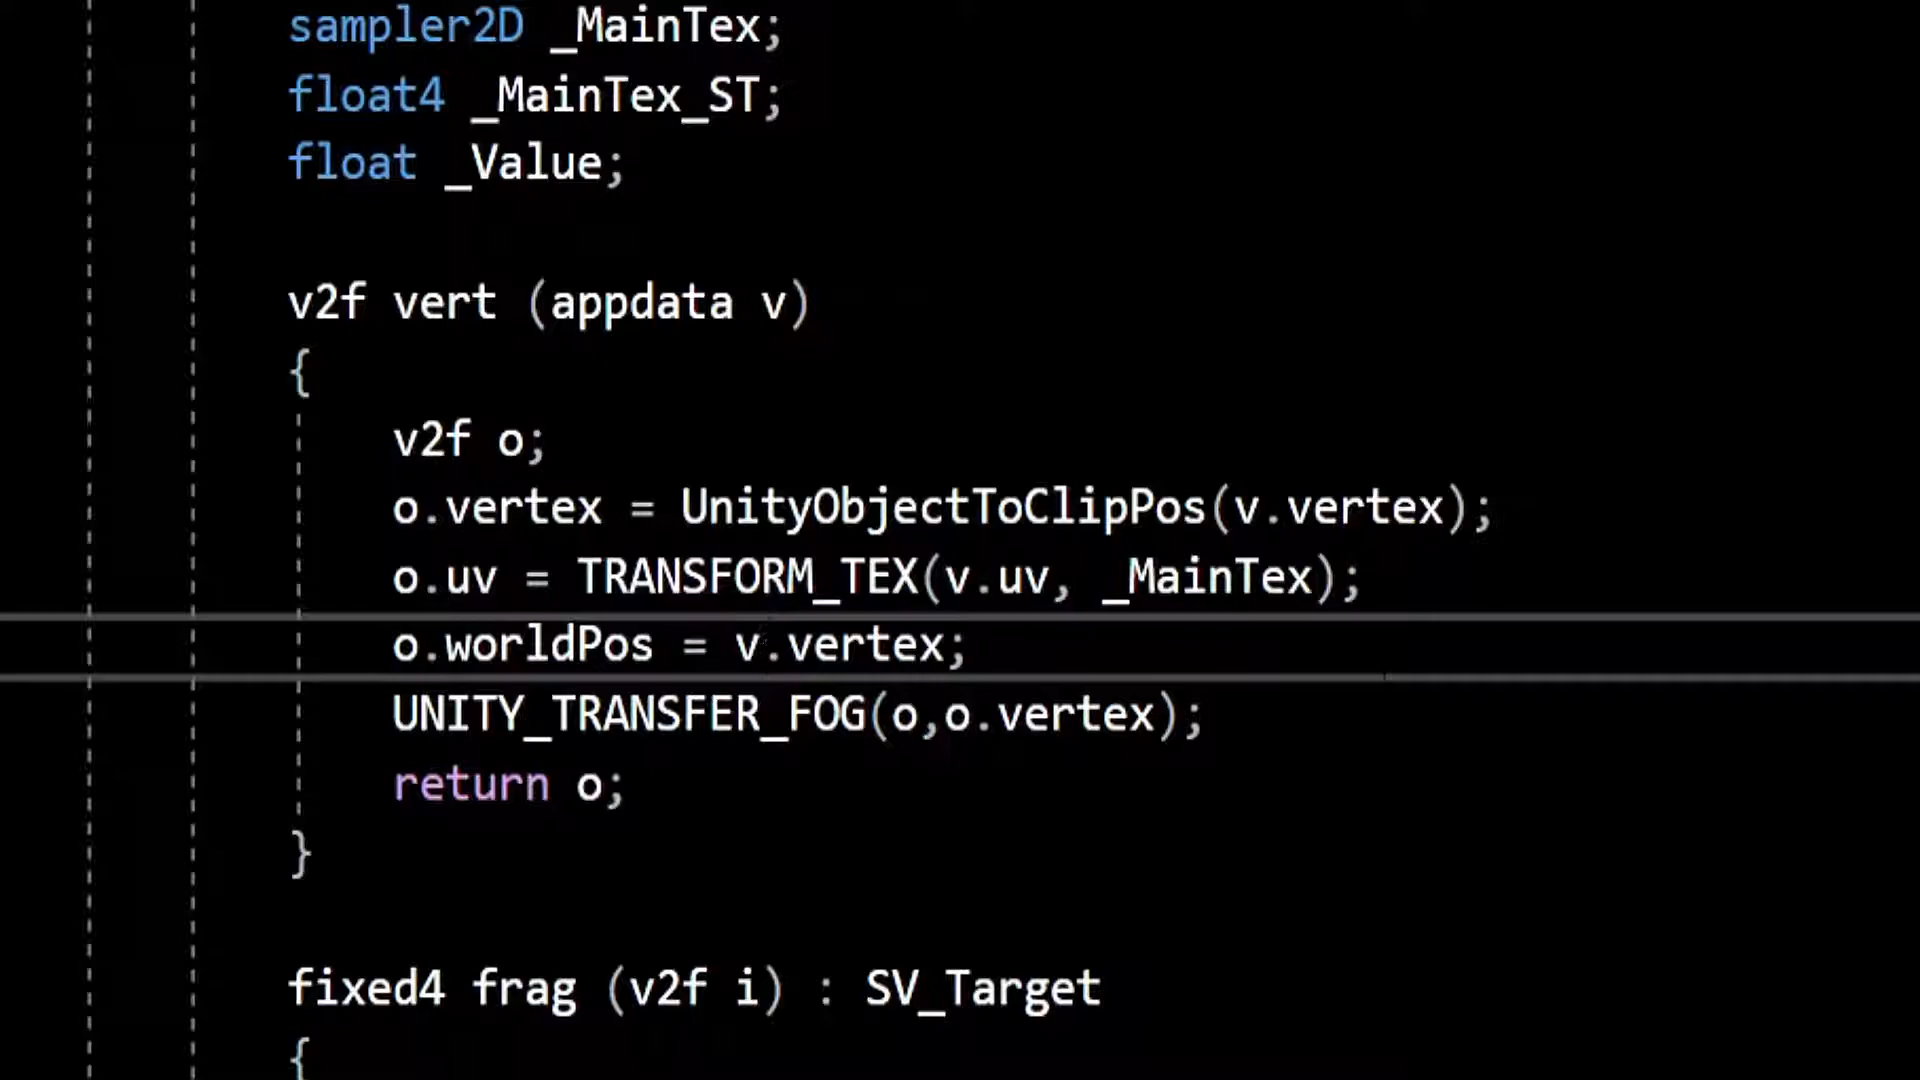 sampler2D _MainTex;
float4 _MainTex_ST;
float _Value;
v2f vert (appdata v)
{
v2f o;
o.vertex = UnityObjectToClipPos(v.vertex);
o.uv = TRANSFORM_TEX(v.uv, _MainTex);
o.worldPos = v.vertex;
UNITY_TRANSFER_FOG(o,o.vertex);
return o;
}
fixed4 frag (v2f i) : SV_Target
{